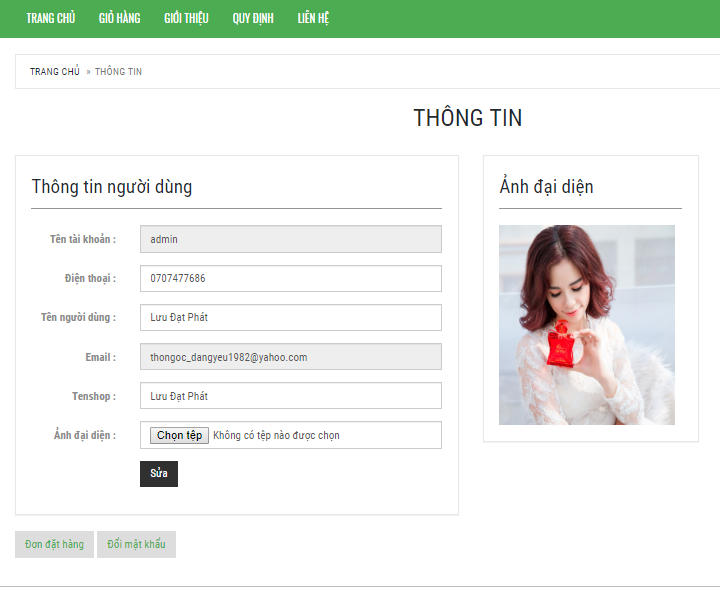 TRANG CHỦ GIỎ HÀNG GIỚI THIỆU QUY ĐỊNH LIÊN HỆ
TRANG CHỦ » THÔNG TIN
THÔNG TIN
Thông tin người dùng
Tên tài khoản : admin
Điện thoại : 0707477686
Tên người dùng : Lưu Đạt Phát
Email : thongoc_dangyeu1982@yahoo.com
Tenshop : Lưu Đạt Phát
Ảnh đại diện : Chọn tệp Không có tệp nào được chọn
Sửa
Ảnh đại diện
Đơn đặt hàng Đổi mật khẩu